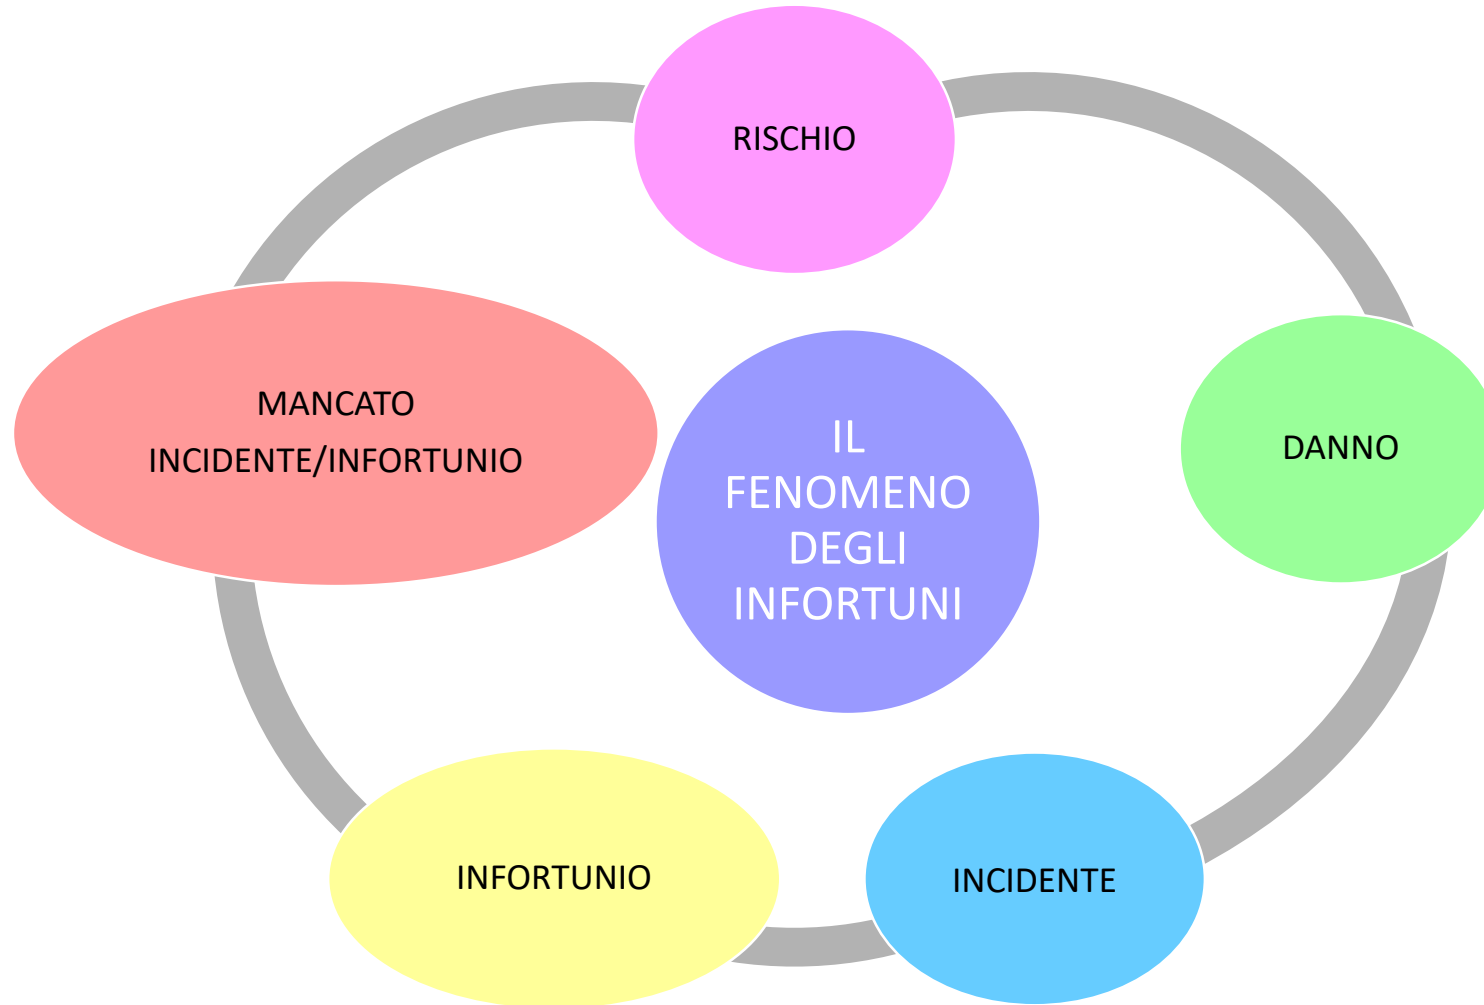 RISCHIO
MANCATO
INCIDENTE/INFORTUNIO
IL
FENOMENO
DEGLI
INFORTUNI
DANNO
INFORTUNIO
INCIDENTE